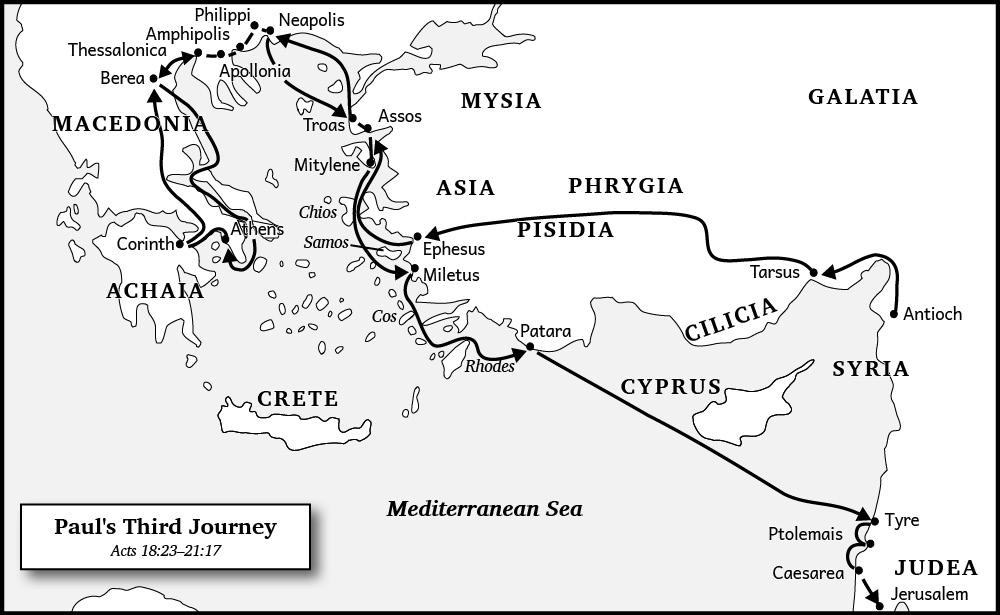 Philippi
Neapolis
Amphipolis
Thessalonica
Apollonia
Berea
MYSIA
GALATIA
MACEDONIA
Troas
Assos
Mitylene
ASIA
PHRYGIA
Chios
Athens
PISIDIA
Corinth
Samos
Ephesus
Miletus
Tarsus
ACHAIA
Cos
CILICIA
Antioch
Patara
Rhodes
SYRIA
CYPRUS
CRETE
Mediterranean Sea
Tyre
Paul's Third Journey
Acts 18:23–21:17
Ptolemais
Caesarea
JUDEA
Jerusalem